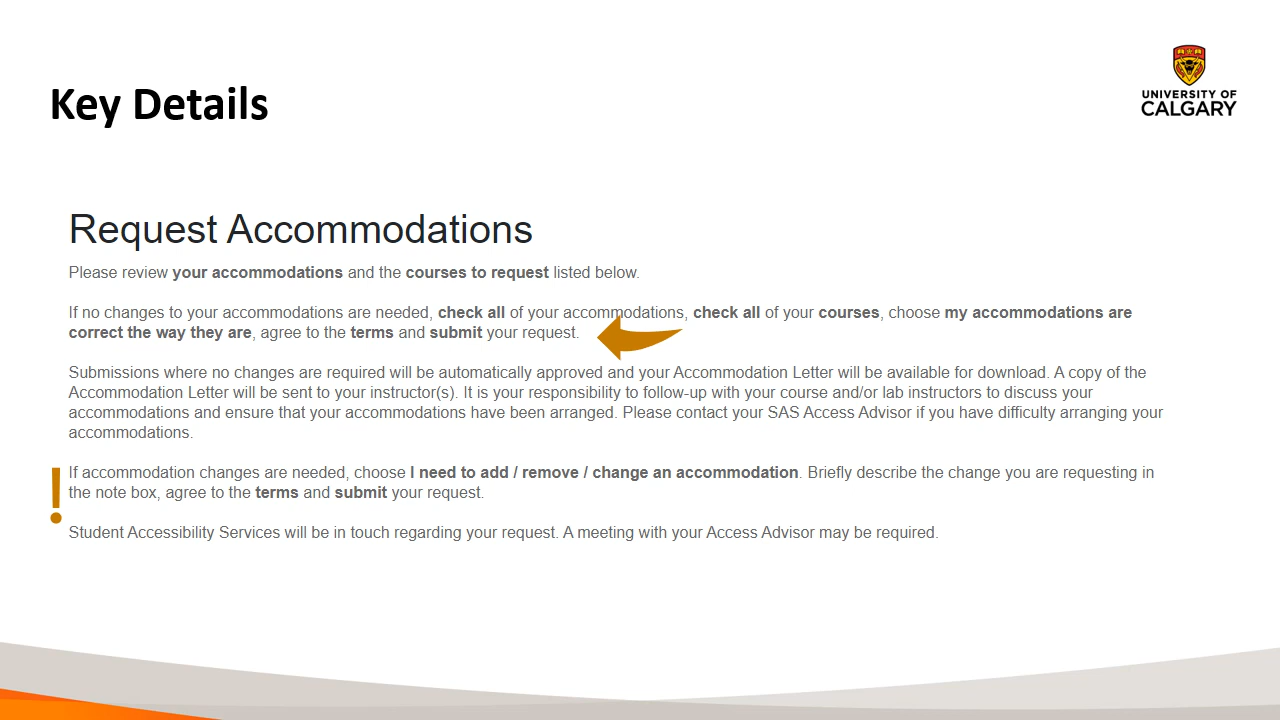 UNIVERSITY OF
CALGARY
Key Details
Request Accommodations
Please review your accommodations and the courses to request listed below.
If no changes to your accommodations are needed, check all of your accommodations, check all of your courses, choose my accommodations are
correct the way they are, agree to the terms and submit your request.
Submissions where no changes are required will be automatically approved and your Accommodation Letter will be available for download. A copy of the
Accommodation Letter will be sent to your instructor(s). It is your responsibility to follow-up with your course and/or lab instructors to discuss your
accommodations and ensure that your accommodations have been arranged. Please contact your SAS Access Advisor if you have difficulty arranging your
accommodations.
! If accommodation changes are needed, choose I need to add / remove / change an accommodation. Briefly describe the change you are requesting in
the note box, agree to the terms and submit your request.
Student Accessibility Services will be in touch regarding your request. A meeting with your Access Advisor may be required.